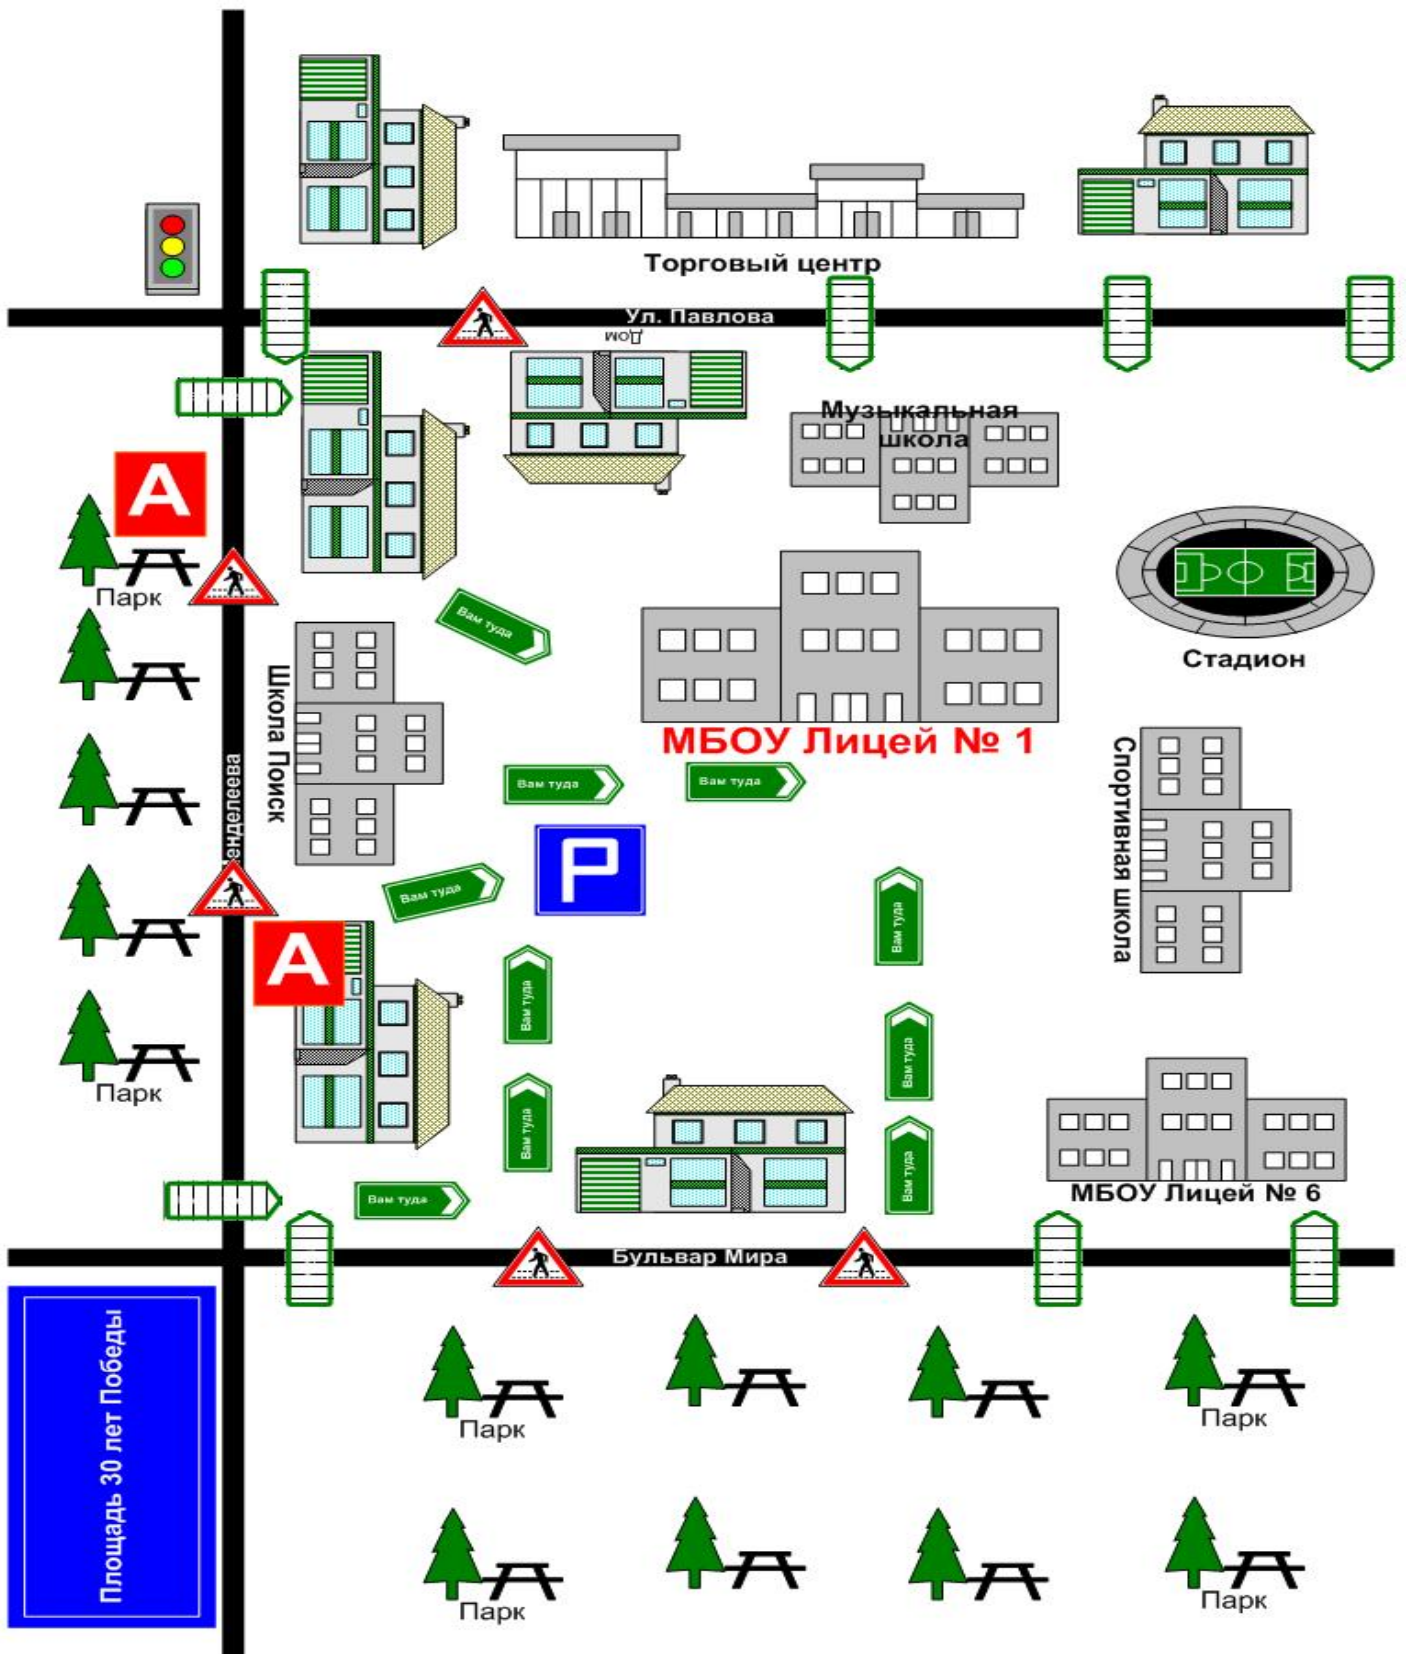 Торговый центр
Ул. Павлова
Дом
Музыкальная
школа
А
Парк
Вам туда
Стадион
Школа Поиск
МБОУ Лицей № 1
Вам туда
Вам туда
енделеева
Спортивная школа
P
Вам туда
Вам туда
А
Вам туда
Вам туда
Парк
Вам туда
Вам туда
МБОУ Лицей № 6
Вам туда
Бульвар Мира
Площадь 30 лет Победы
Парк
Парк
Парк
Парк